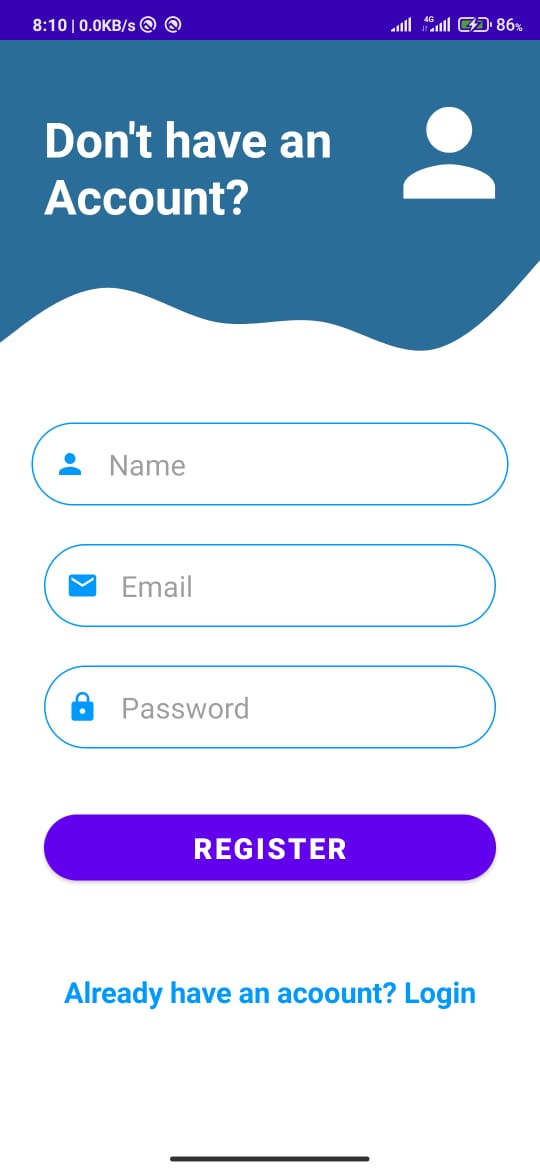 8:10 | 0.0KB/s 4G 86%
Don't have an
Account?
Name
Email
Password
REGISTER
Already have an acoount? Login